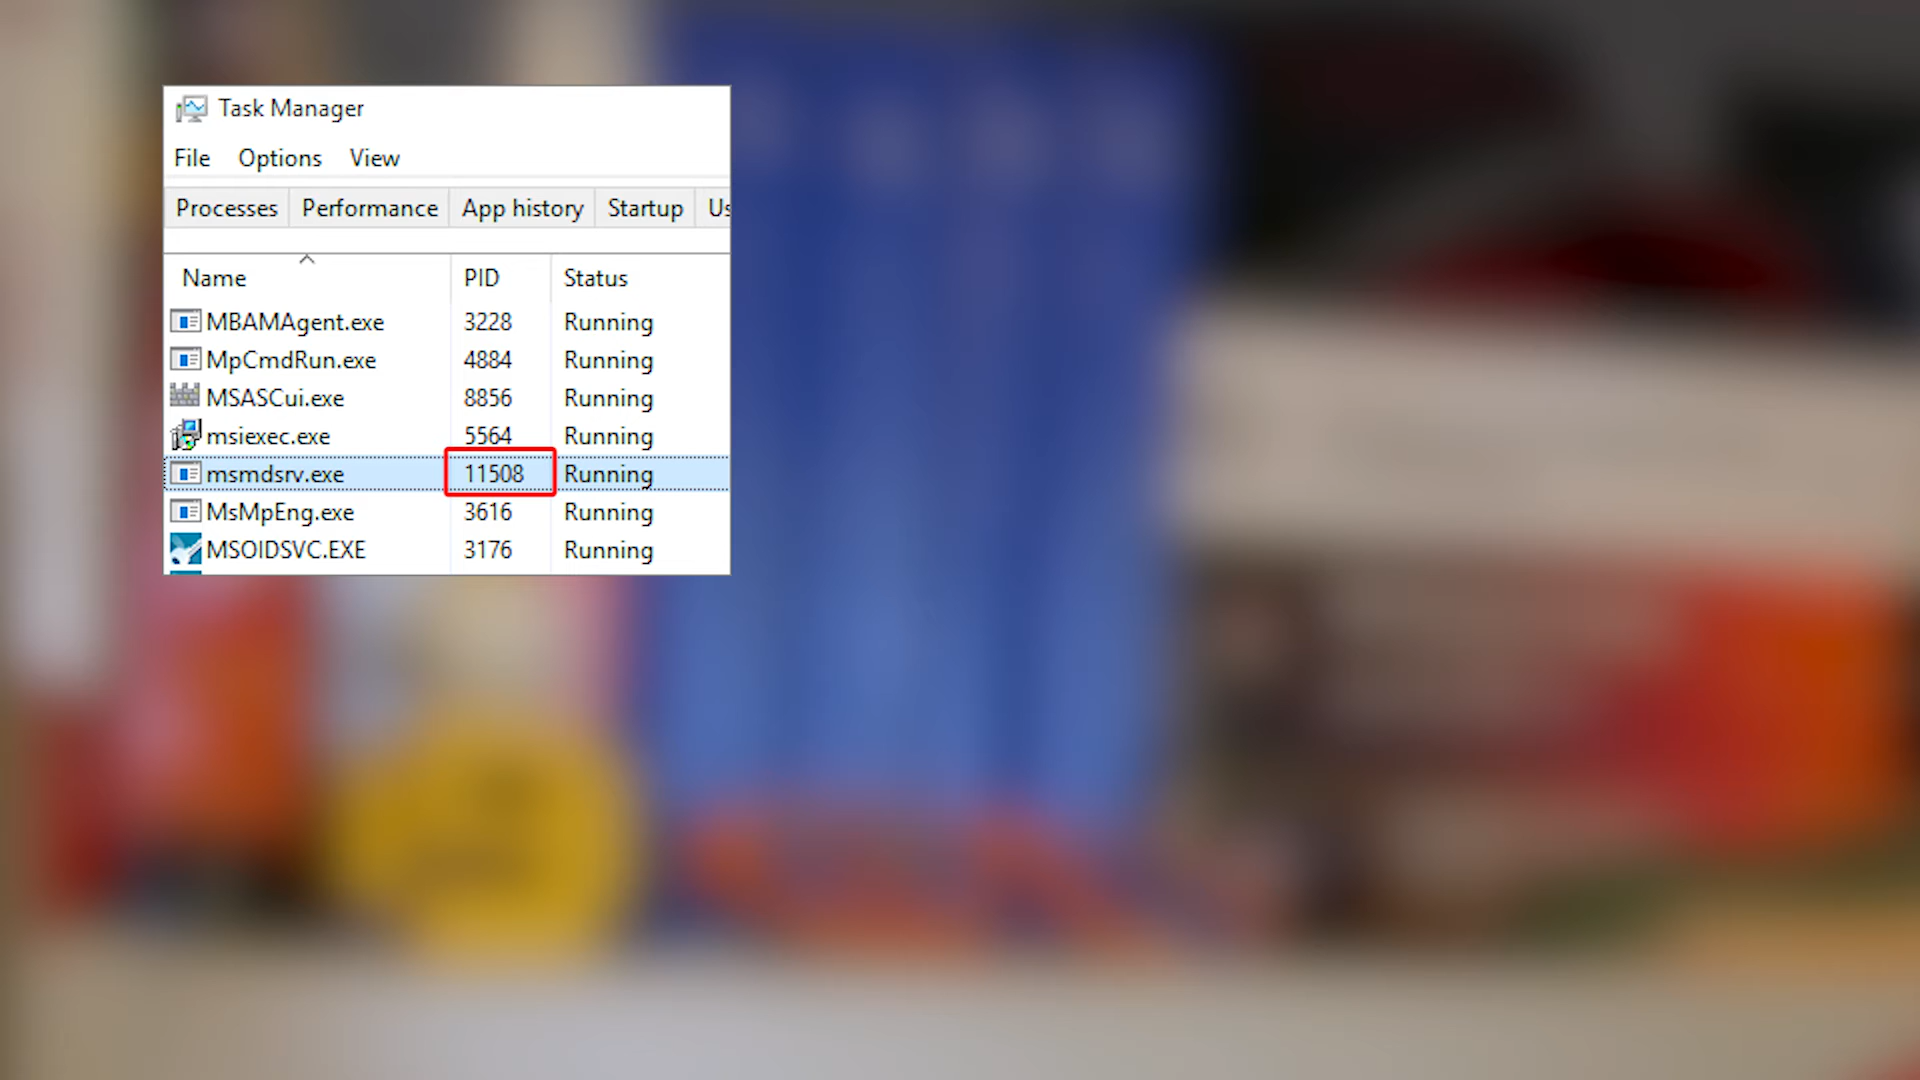 Task Manager
File Options View
Processes Performance App history Startup Us
Name PID Status
MBAMAgent.exe 3228 Running
MpCmdRun.exe 4884 Running
MSASCui.exe 8856 Running
msiexec.exe 5564 Running
msmdsrv.exe 11508 Running
MsMpEng.exe 3616 Running
MSOIDSVC.EXE 3176 Running